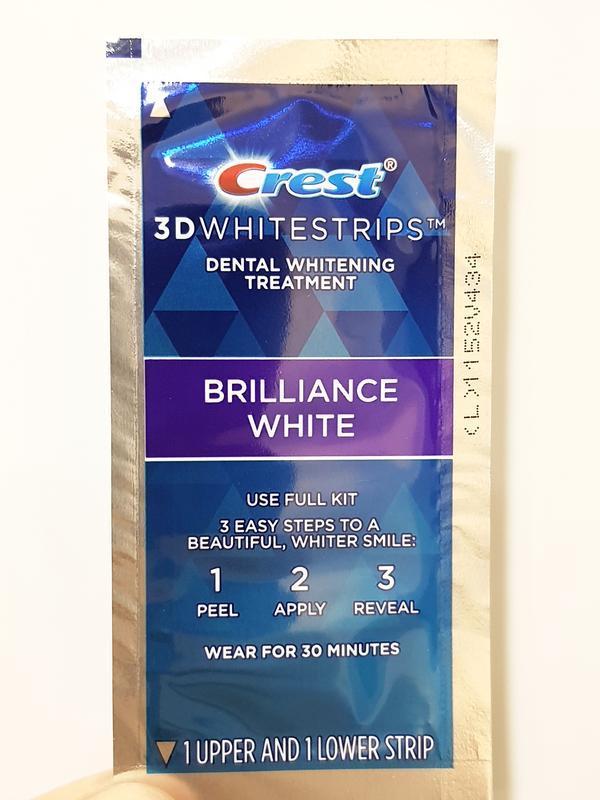 Crest®
3DWHITESTRIPS™
DENTAL WHITENING
TREATMENT
BRILLIANCE
WHITE
USE FULL KIT
3 EASY STEPS TO A
BEAUTIFUL, WHITER SMILE:
1 2 3
PEEL APPLY REVEAL
WEAR FOR 30 MINUTES
1 UPPER AND 1 LOWER STRIP